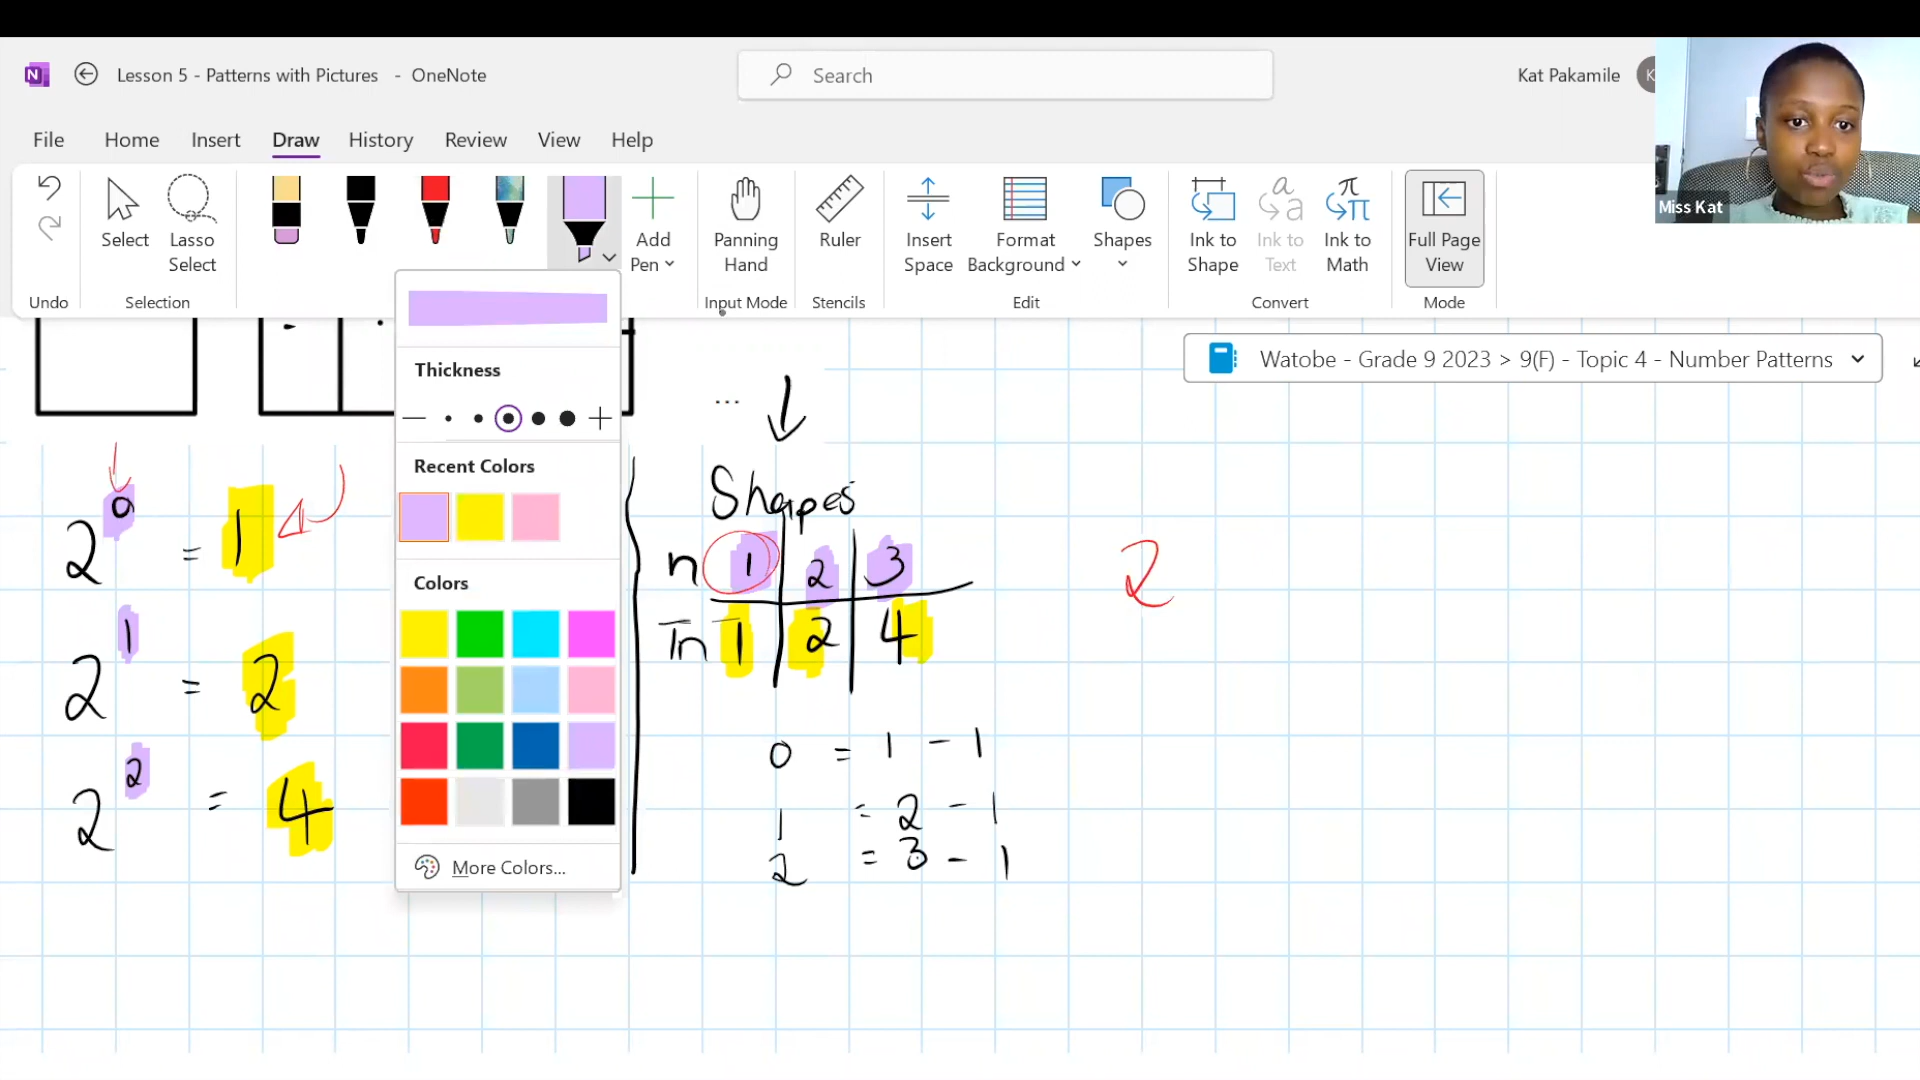 Lesson 5 - Patterns with Pictures - OneNote
Search
Kat Pakamile
K
File Home Insert Draw History Review View Help
Select
Lasso Select
Add Pen
Panning Hand
Ruler
Insert Space
Format Background
Shapes
Ink to Shape
Ink to Text
Ink to Math
Full Page View
Miss Kat
Undo
Selection
Input Mode
Stencils
Edit
Convert
Mode
Watobe - Grade 9 2023 > 9(F) - Topic 4 - Number Patterns
Thickness
Recent Colors
Colors
More Colors...
2^0 = 1
2^1 = 2
2^2 = 4
...
Shapes
n 1 2 3
Tn 1 2 4
0 = 1 - 1
1 = 2 - 1
2 = 3 - 1
2